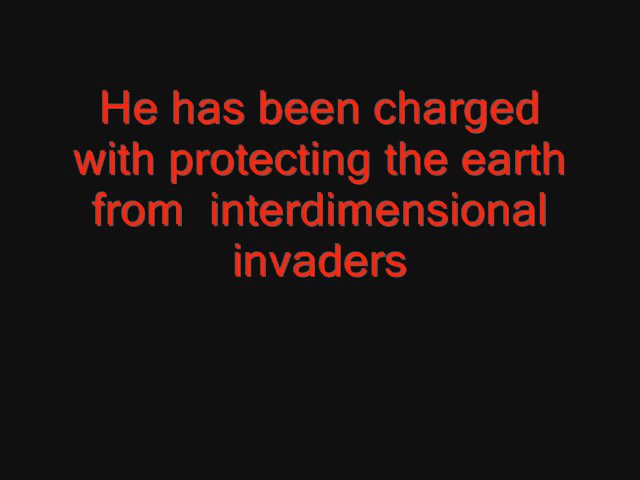 He has been charged
with protecting the earth
from  interdimensional
invaders